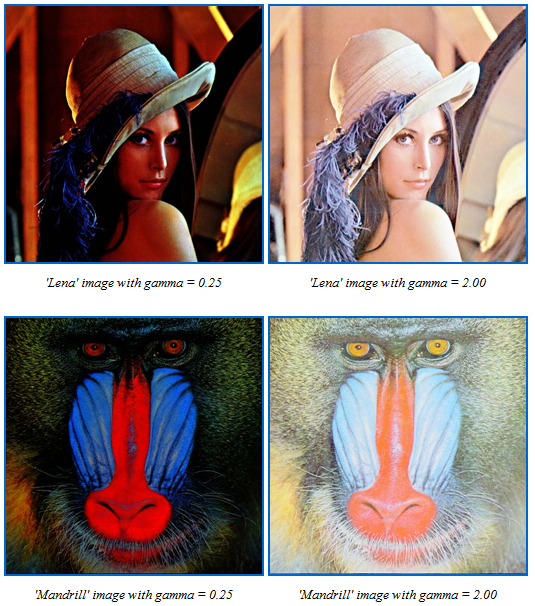 'Lena' image with gamma = 0.25
'Lena' image with gamma = 2.00
'Mandrill' image with gamma = 0.25
'Mandrill' image with gamma = 2.00